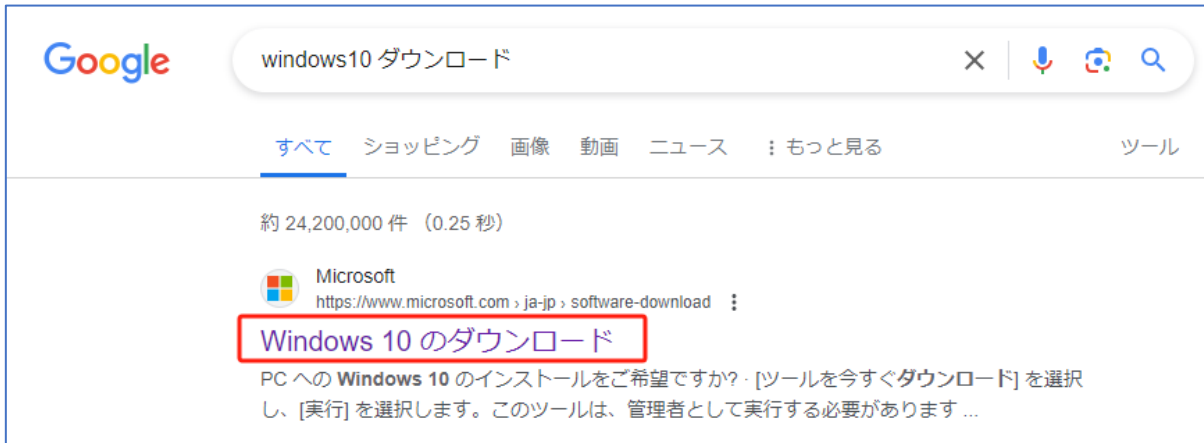 Google
windows10 ダウンロード
すべて ショッピング 画像 動画 ニュース もっと見る ツール
約 24,200,000 件 （0.25 秒）
Microsoft
https://www.microsoft.com › ja-jp › software-download
Windows 10 のダウンロード
PC への Windows 10 のインストールをご希望ですか? · [ツールを今すぐダウンロード] を選択
し、[実行] を選択します。このツールは、管理者として実行する必要があります ...